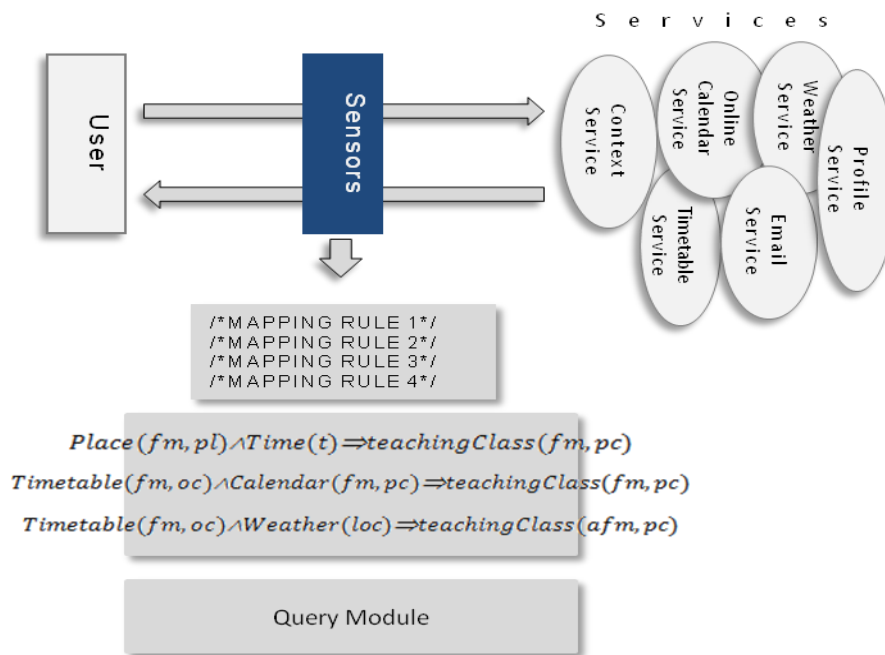 S e r v i c e s
User
Sensors
Context
Service
Online
Calendar
Service
Weather
Service
Profile
Service
Timetable
Service
Email
Service
/*MAPPING RULE 1*/
/*MAPPING RULE 2*/
/*MAPPING RULE 3*/
/*MAPPING RULE 4*/
Place(fm,pl)∧Time(t)⇒teachingClass(fm,pc)
Timetable(fm,oc)∧Calendar(fm,pc)⇒teachingClass(fm,pc)
Timetable(fm,oc)∧Weather(loc)⇒teachingClass(afm,pc)
Query Module